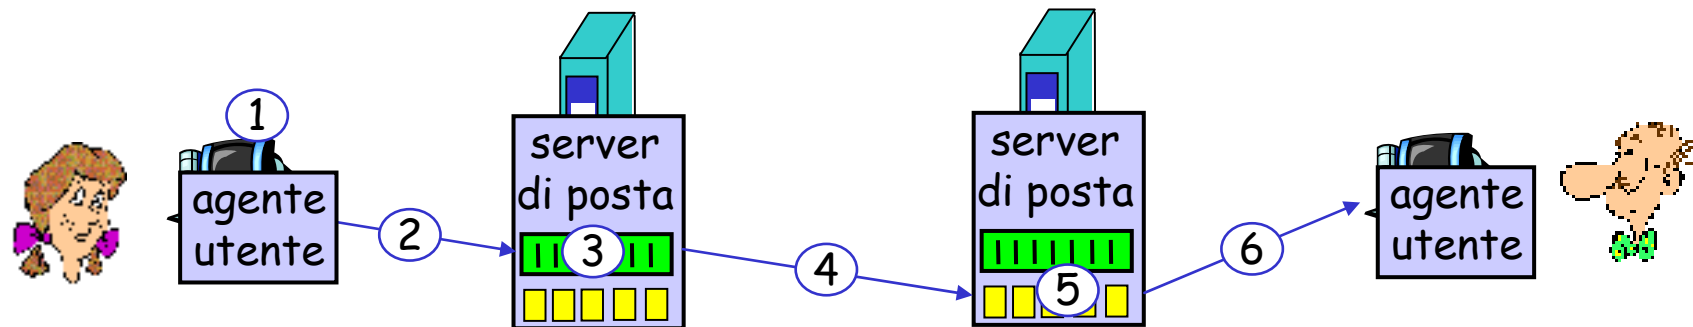 1
agente
utente
2
server
di posta
3
4
server
di posta
5
6
agente
utente